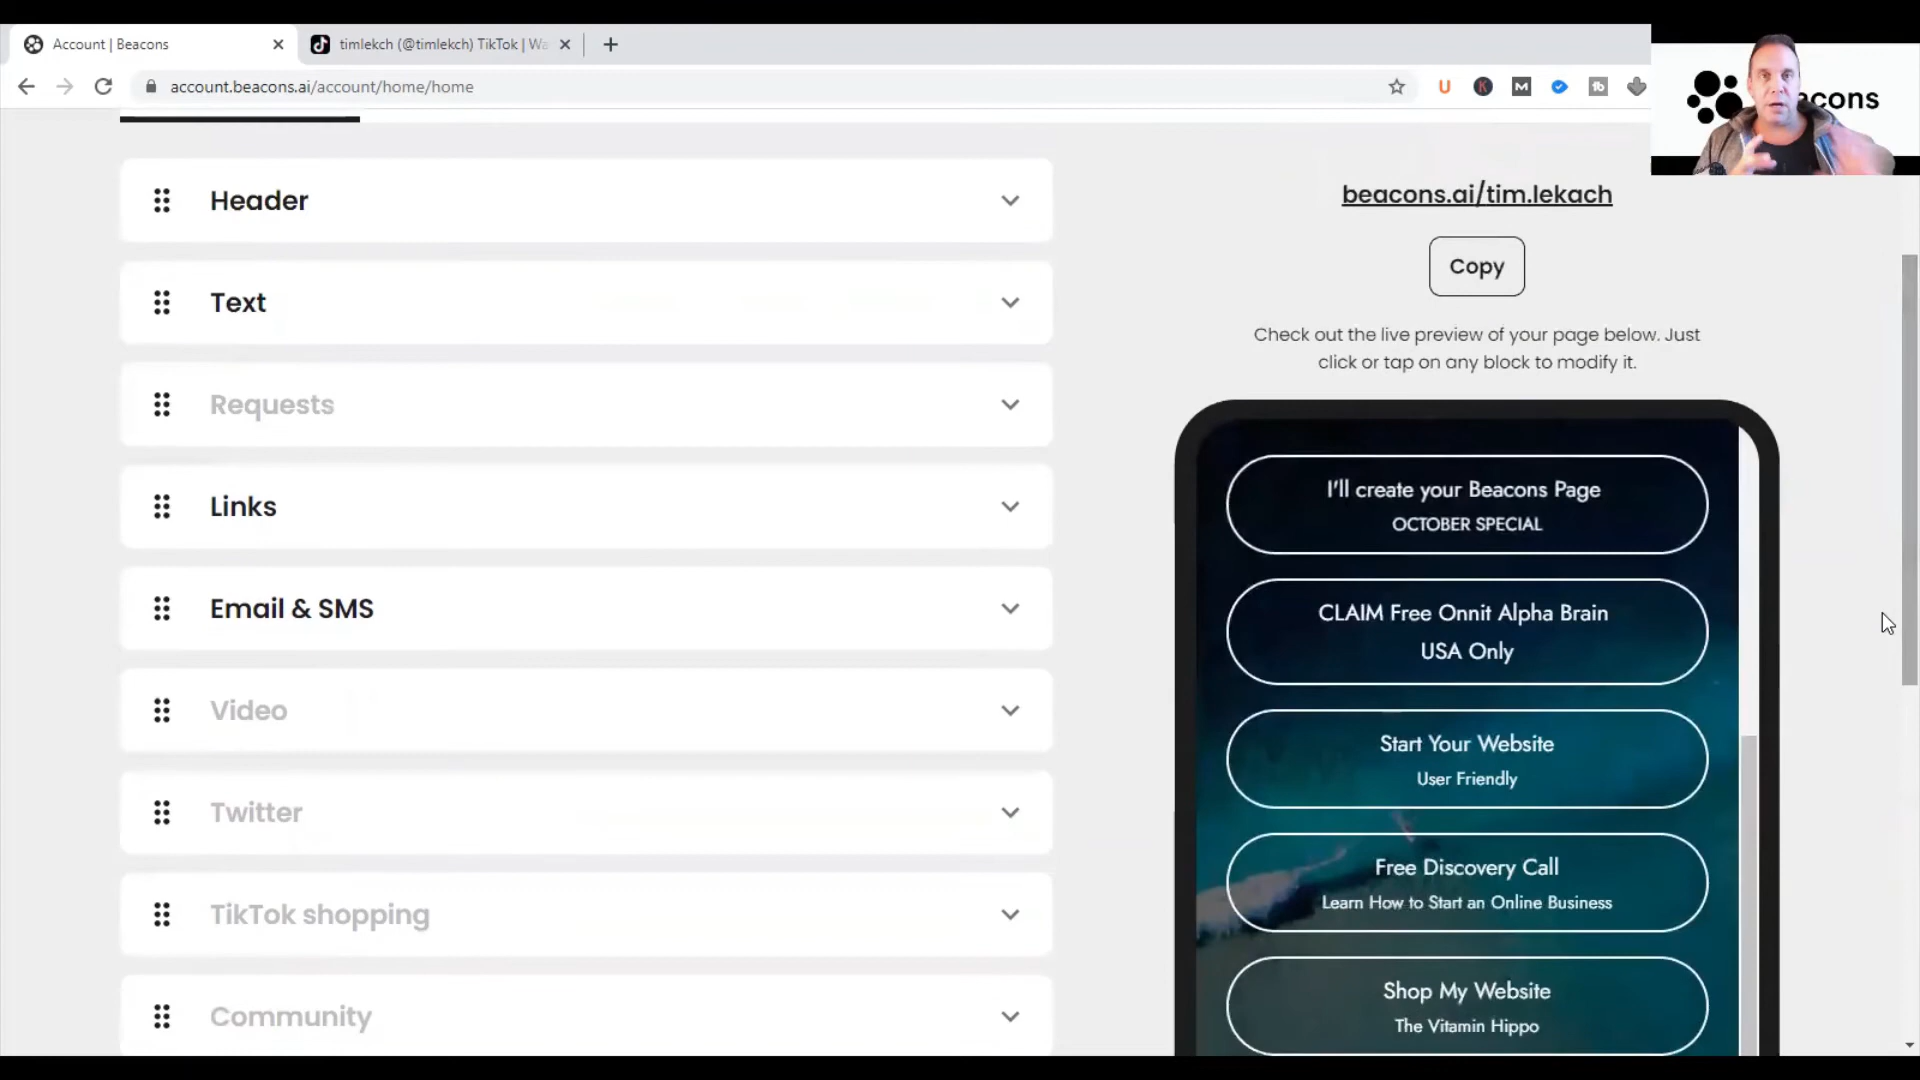 Account | Beacons
timlekch (@timlekch) TikTok | Wa
account.beacons.ai/account/home/home
U
K
M
tb
cons
Header
Text
Requests
Links
Email & SMS
Video
Twitter
TikTok shopping
Community
beacons.ai/tim.lekach
Copy
Check out the live preview of your page below. Just
click or tap on any block to modify it.
I'll create your Beacons Page
OCTOBER SPECIAL
CLAIM Free Onnit Alpha Brain
USA Only
Start Your Website
User Friendly
Free Discovery Call
Learn How to Start an Online Business
Shop My Website
The Vitamin Hippo